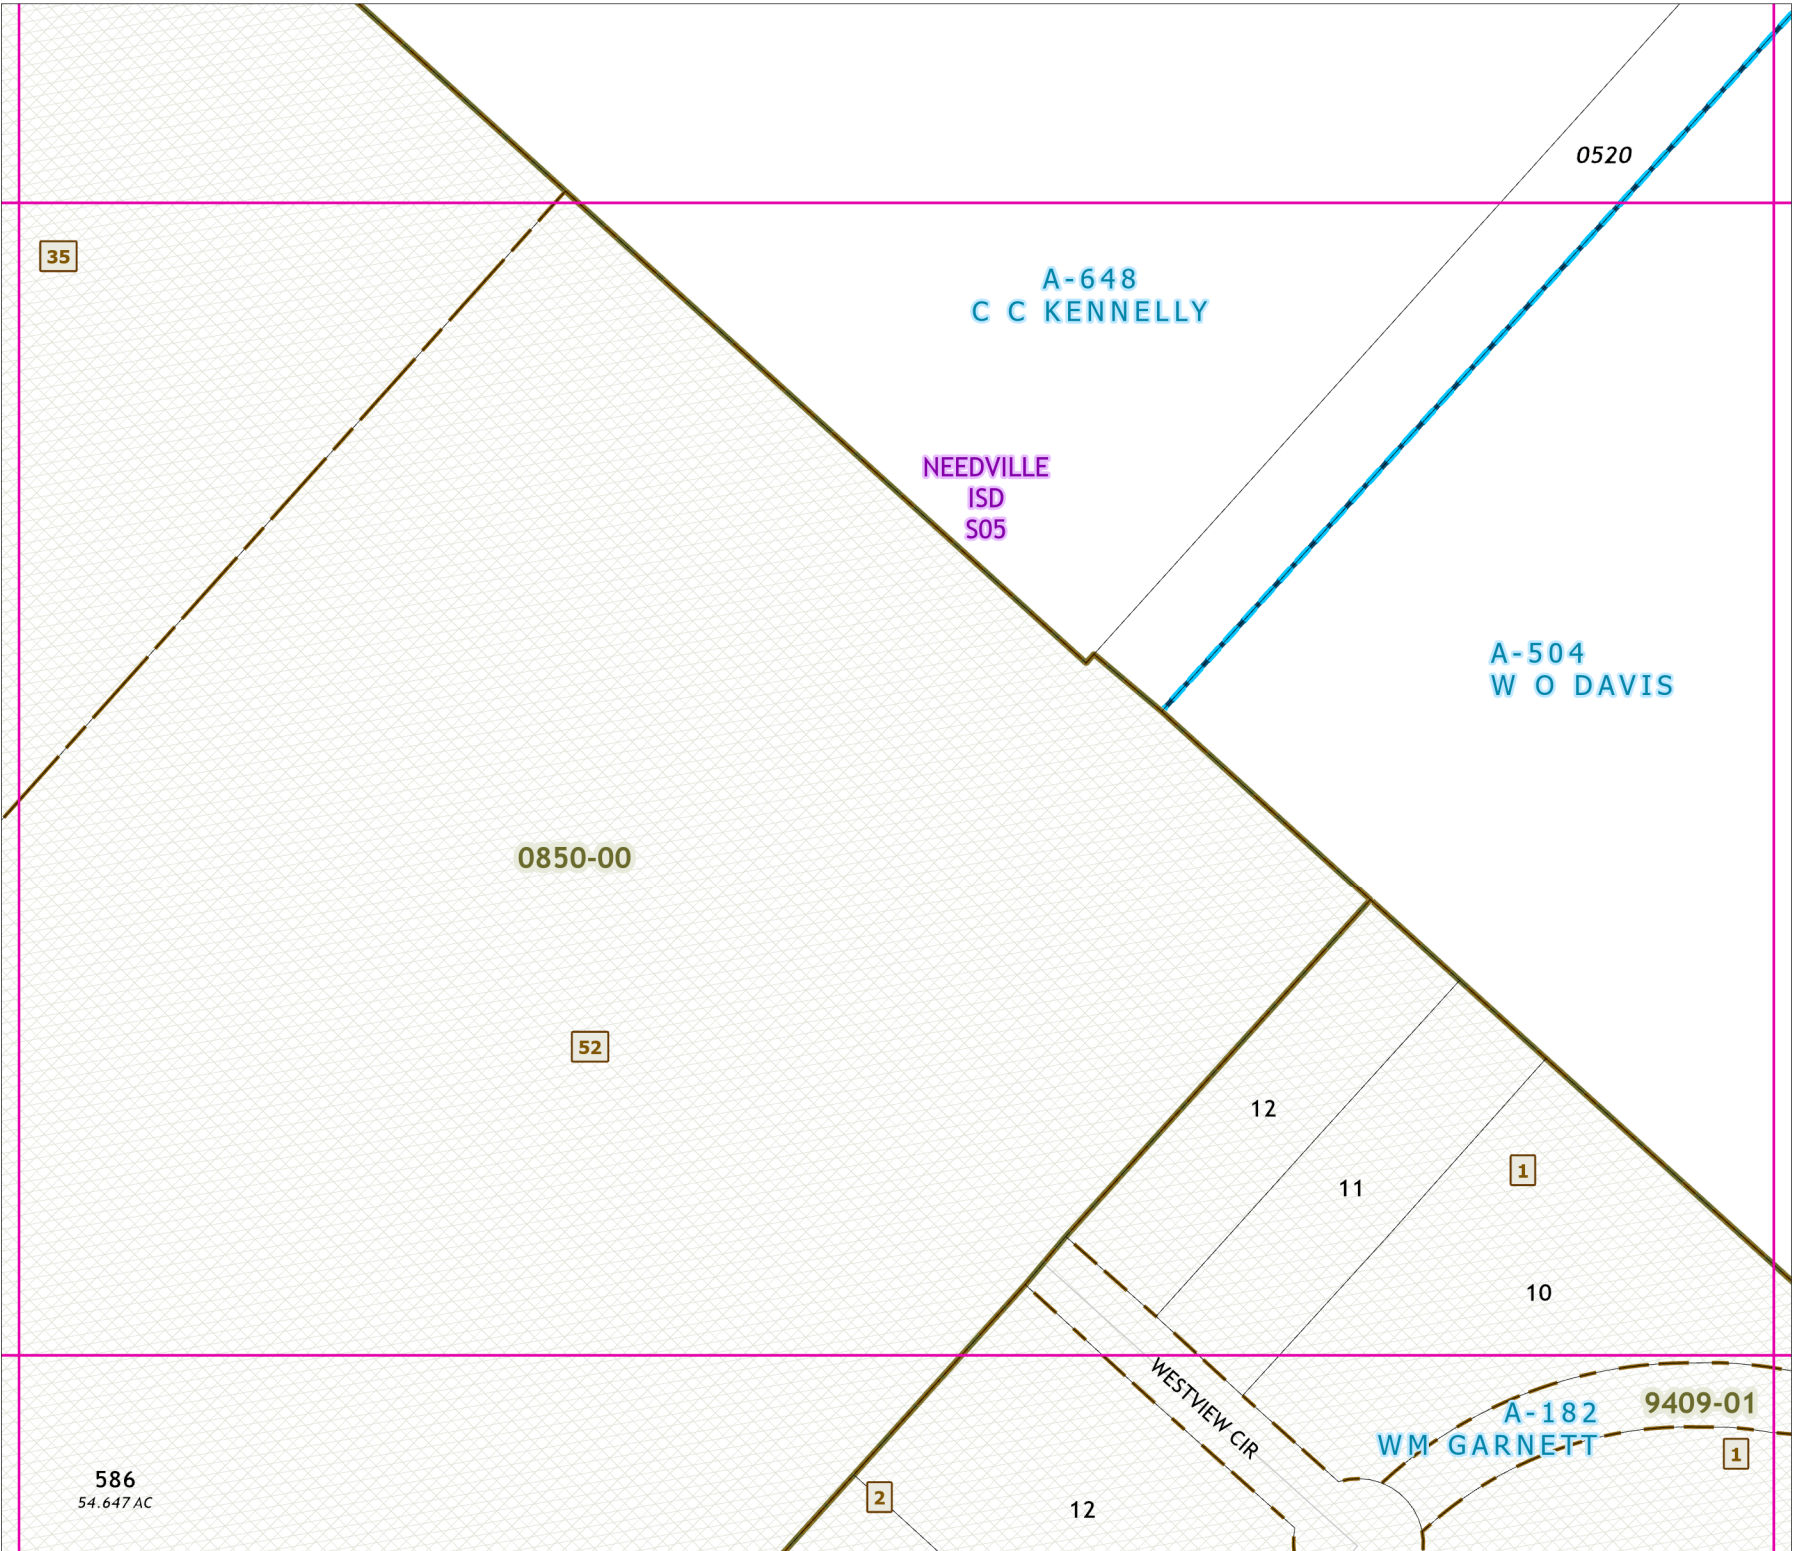 0520
35
A-648
C C KENNELLY
NEEDVILLE
ISD
S05
A-504
W O DAVIS
0850-00
52
12
11
1
10
WESTVIEW CIR
9409-01
A-182
WM GARNETT
1
586
54.647 AC
2
12